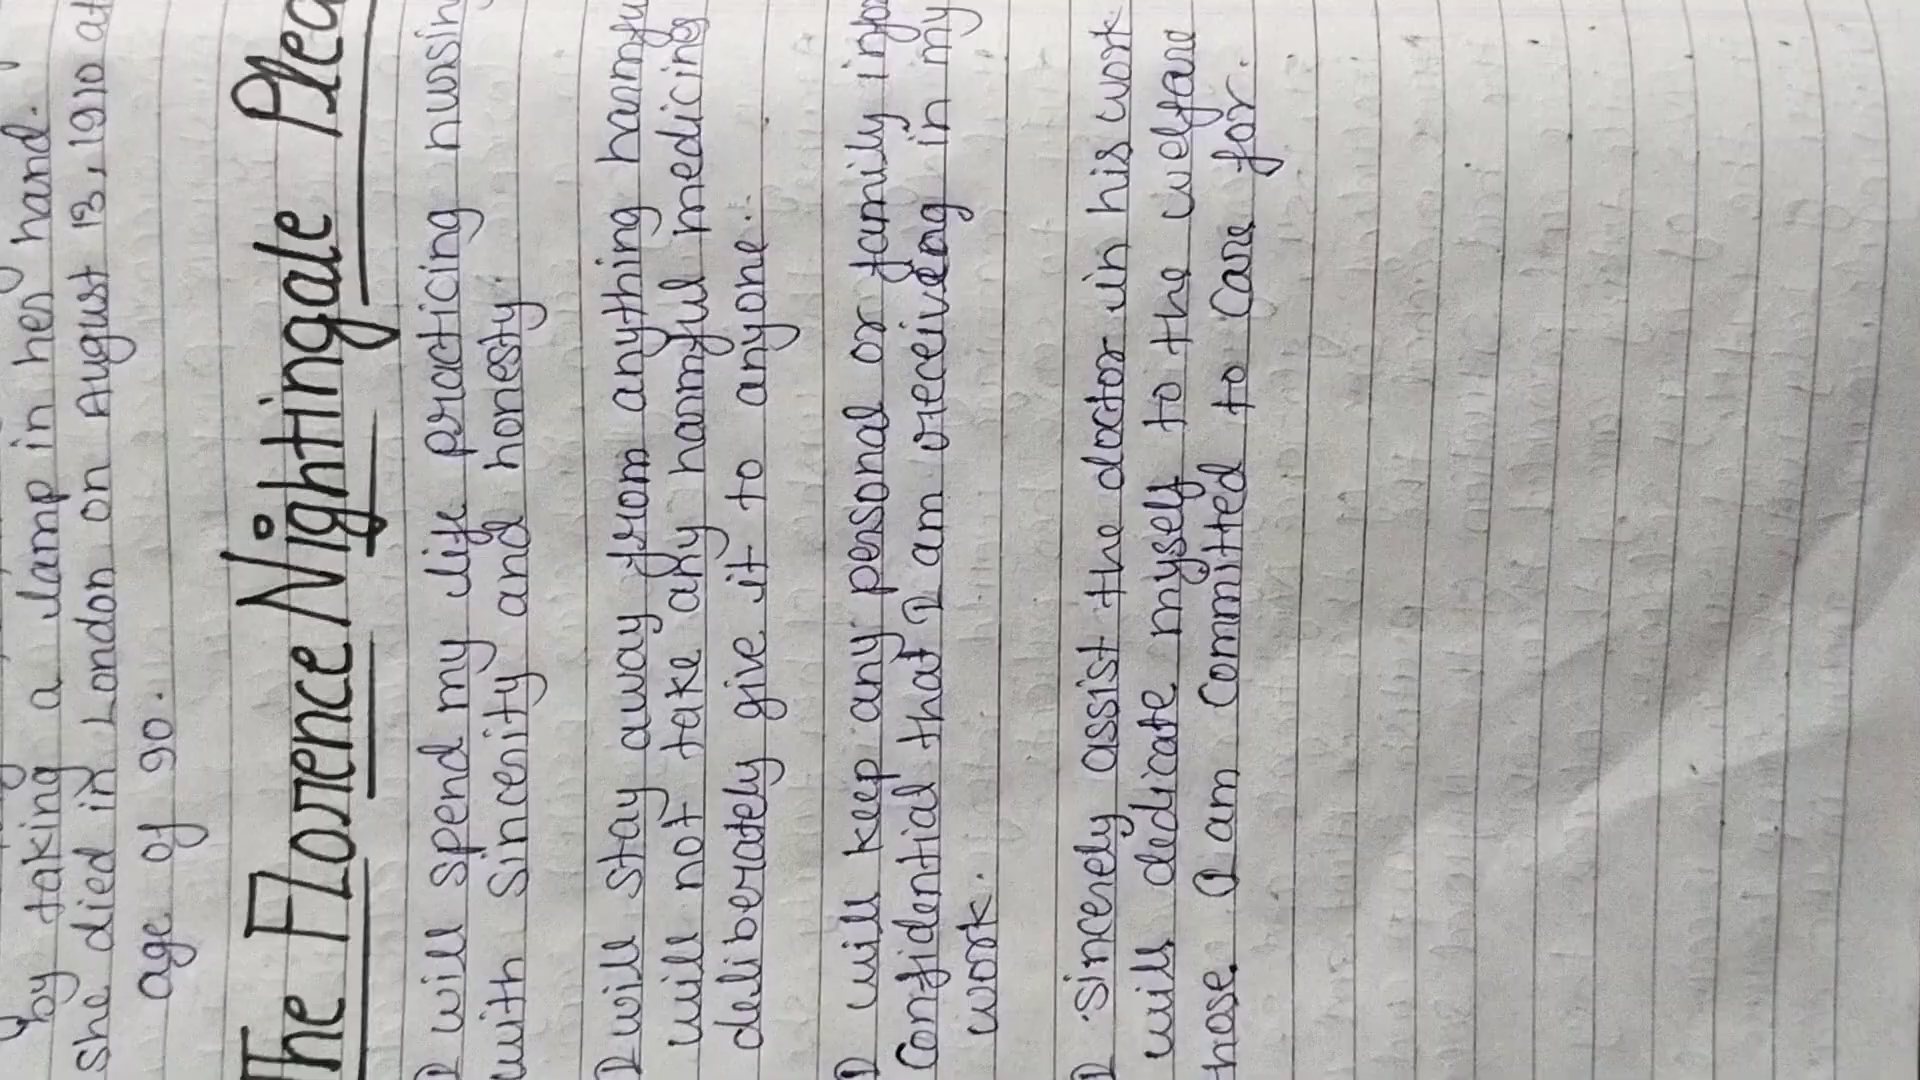 by taking a lamp in her hand.
She died in London on August 13, 1910 at
age of 90.
The Florence Nightingale Plea
I will spend my life practicing nursing
with sincerity and honesty.
I will stay away from anything harmfu
will not take any harmful medicing
deliberately give it to anyone.
I will keep any personal or family info
Confidential that I am receiveng in my
work.
I sincerely assist the doctor in his work
will dedicate myself to the welfare
hose. I am Committed to Care for.